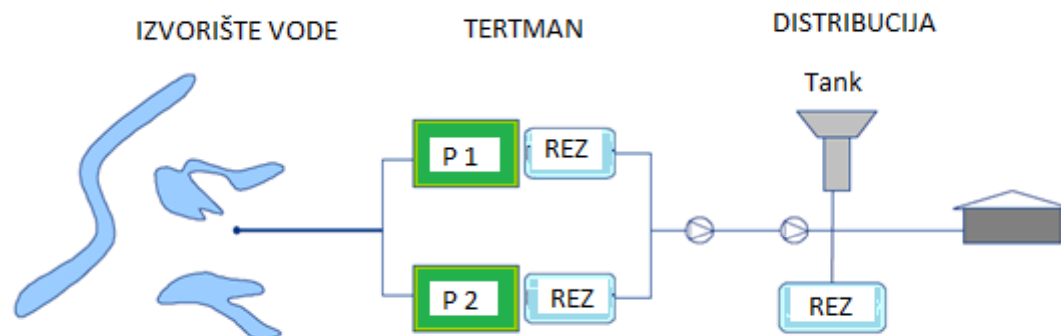 IZVORIŠTE VODE
TERTMAN
DISTRIBUCIJA
Tank
P 1
REZ
P 2
REZ
REZ